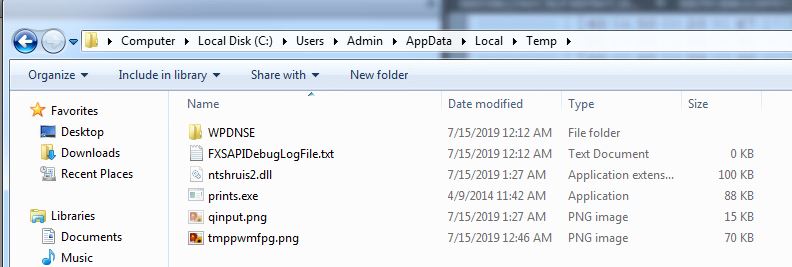 Computer ▸ Local Disk (C:) ▸ Users ▸ Admin ▸ AppData ▸ Local ▸ Temp ▸
Organize ▼ Include in library ▼ Share with ▼ New folder
Favorites
Desktop
Downloads
Recent Places
Libraries
Documents
Music
Name Date modified Type Size
WPDNSE 7/15/2019 12:12 AM File folder
FXSAPIDebugLogFile.txt 7/15/2019 12:12 AM Text Document 0 KB
ntshruis2.dll 7/15/2019 1:27 AM Application extens... 100 KB
prints.exe 4/9/2014 11:42 AM Application 88 KB
qinput.png 7/15/2019 1:27 AM PNG image 15 KB
tmppwmfpg.png 7/15/2019 12:46 AM PNG image 70 KB